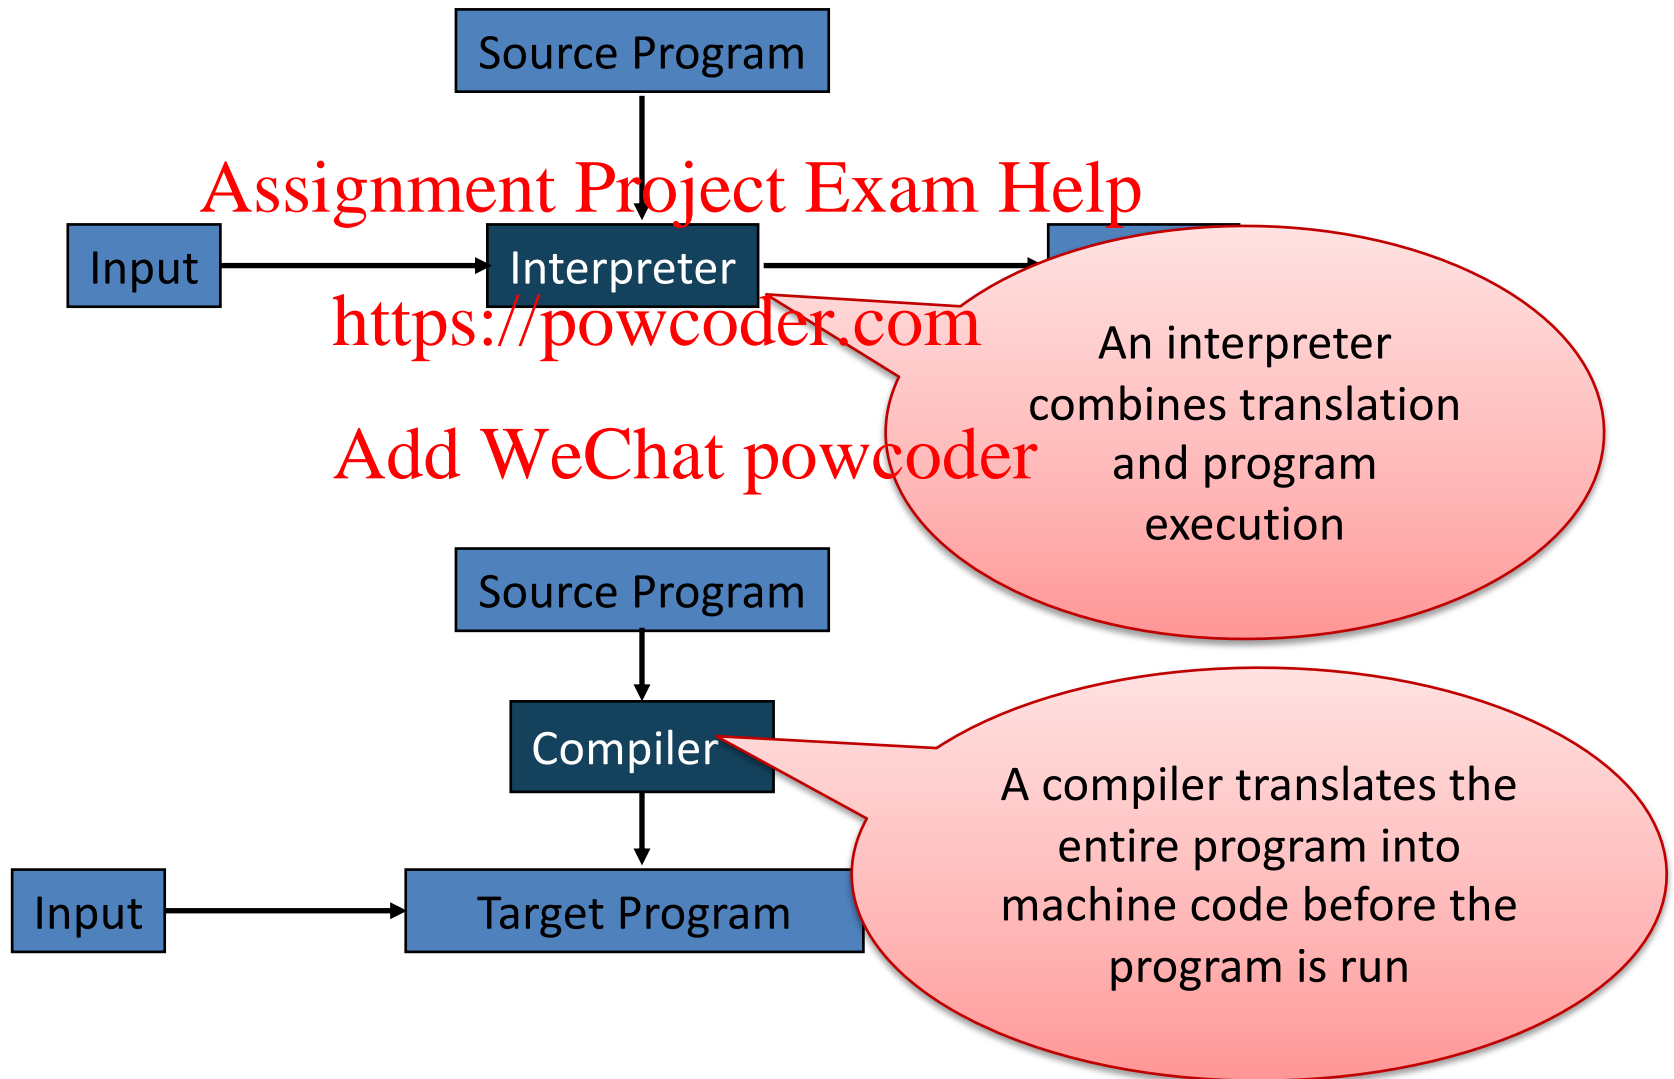 Source Program
Assignment Project Exam Help
Input
Interpreter
https://powcoder.com
An interpreter
combines translation
and program
execution
Add WeChat powcoder
Source Program
Compiler
A compiler translates the
entire program into
machine code before the
program is run
Input
Target Program